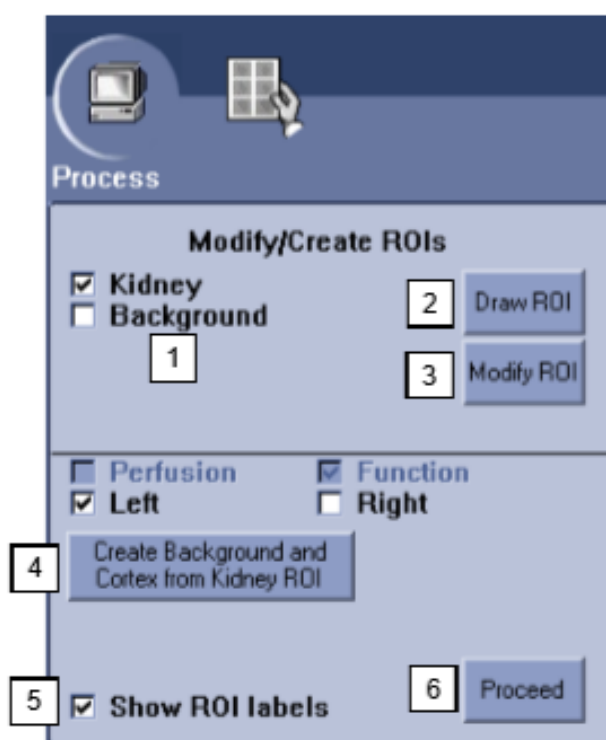 Process
Modify/Create ROIs
Kidney
Background
1
2
Draw ROI
3
Modify ROI
Perfusion
Function
Left
Right
4
Create Background and
Cortex from Kidney ROI
5
Show ROI labels
6
Proceed